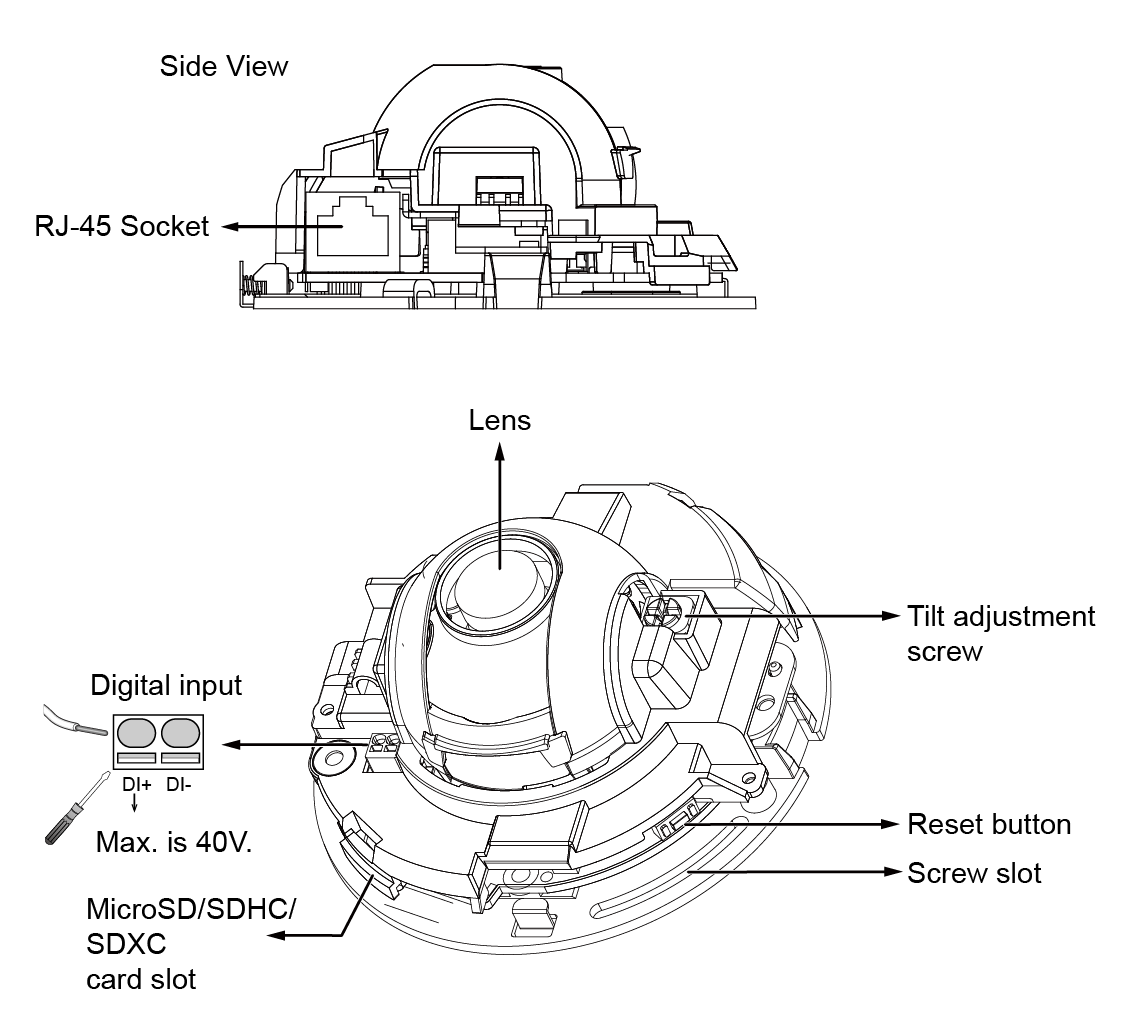 Side View
RJ-45 Socket
Lens
Tilt adjustment
screw
Digital input
DI+ DI-
Max. is 40V.
Reset button
Screw slot
MicroSD/SDHC/
SDXC
card slot